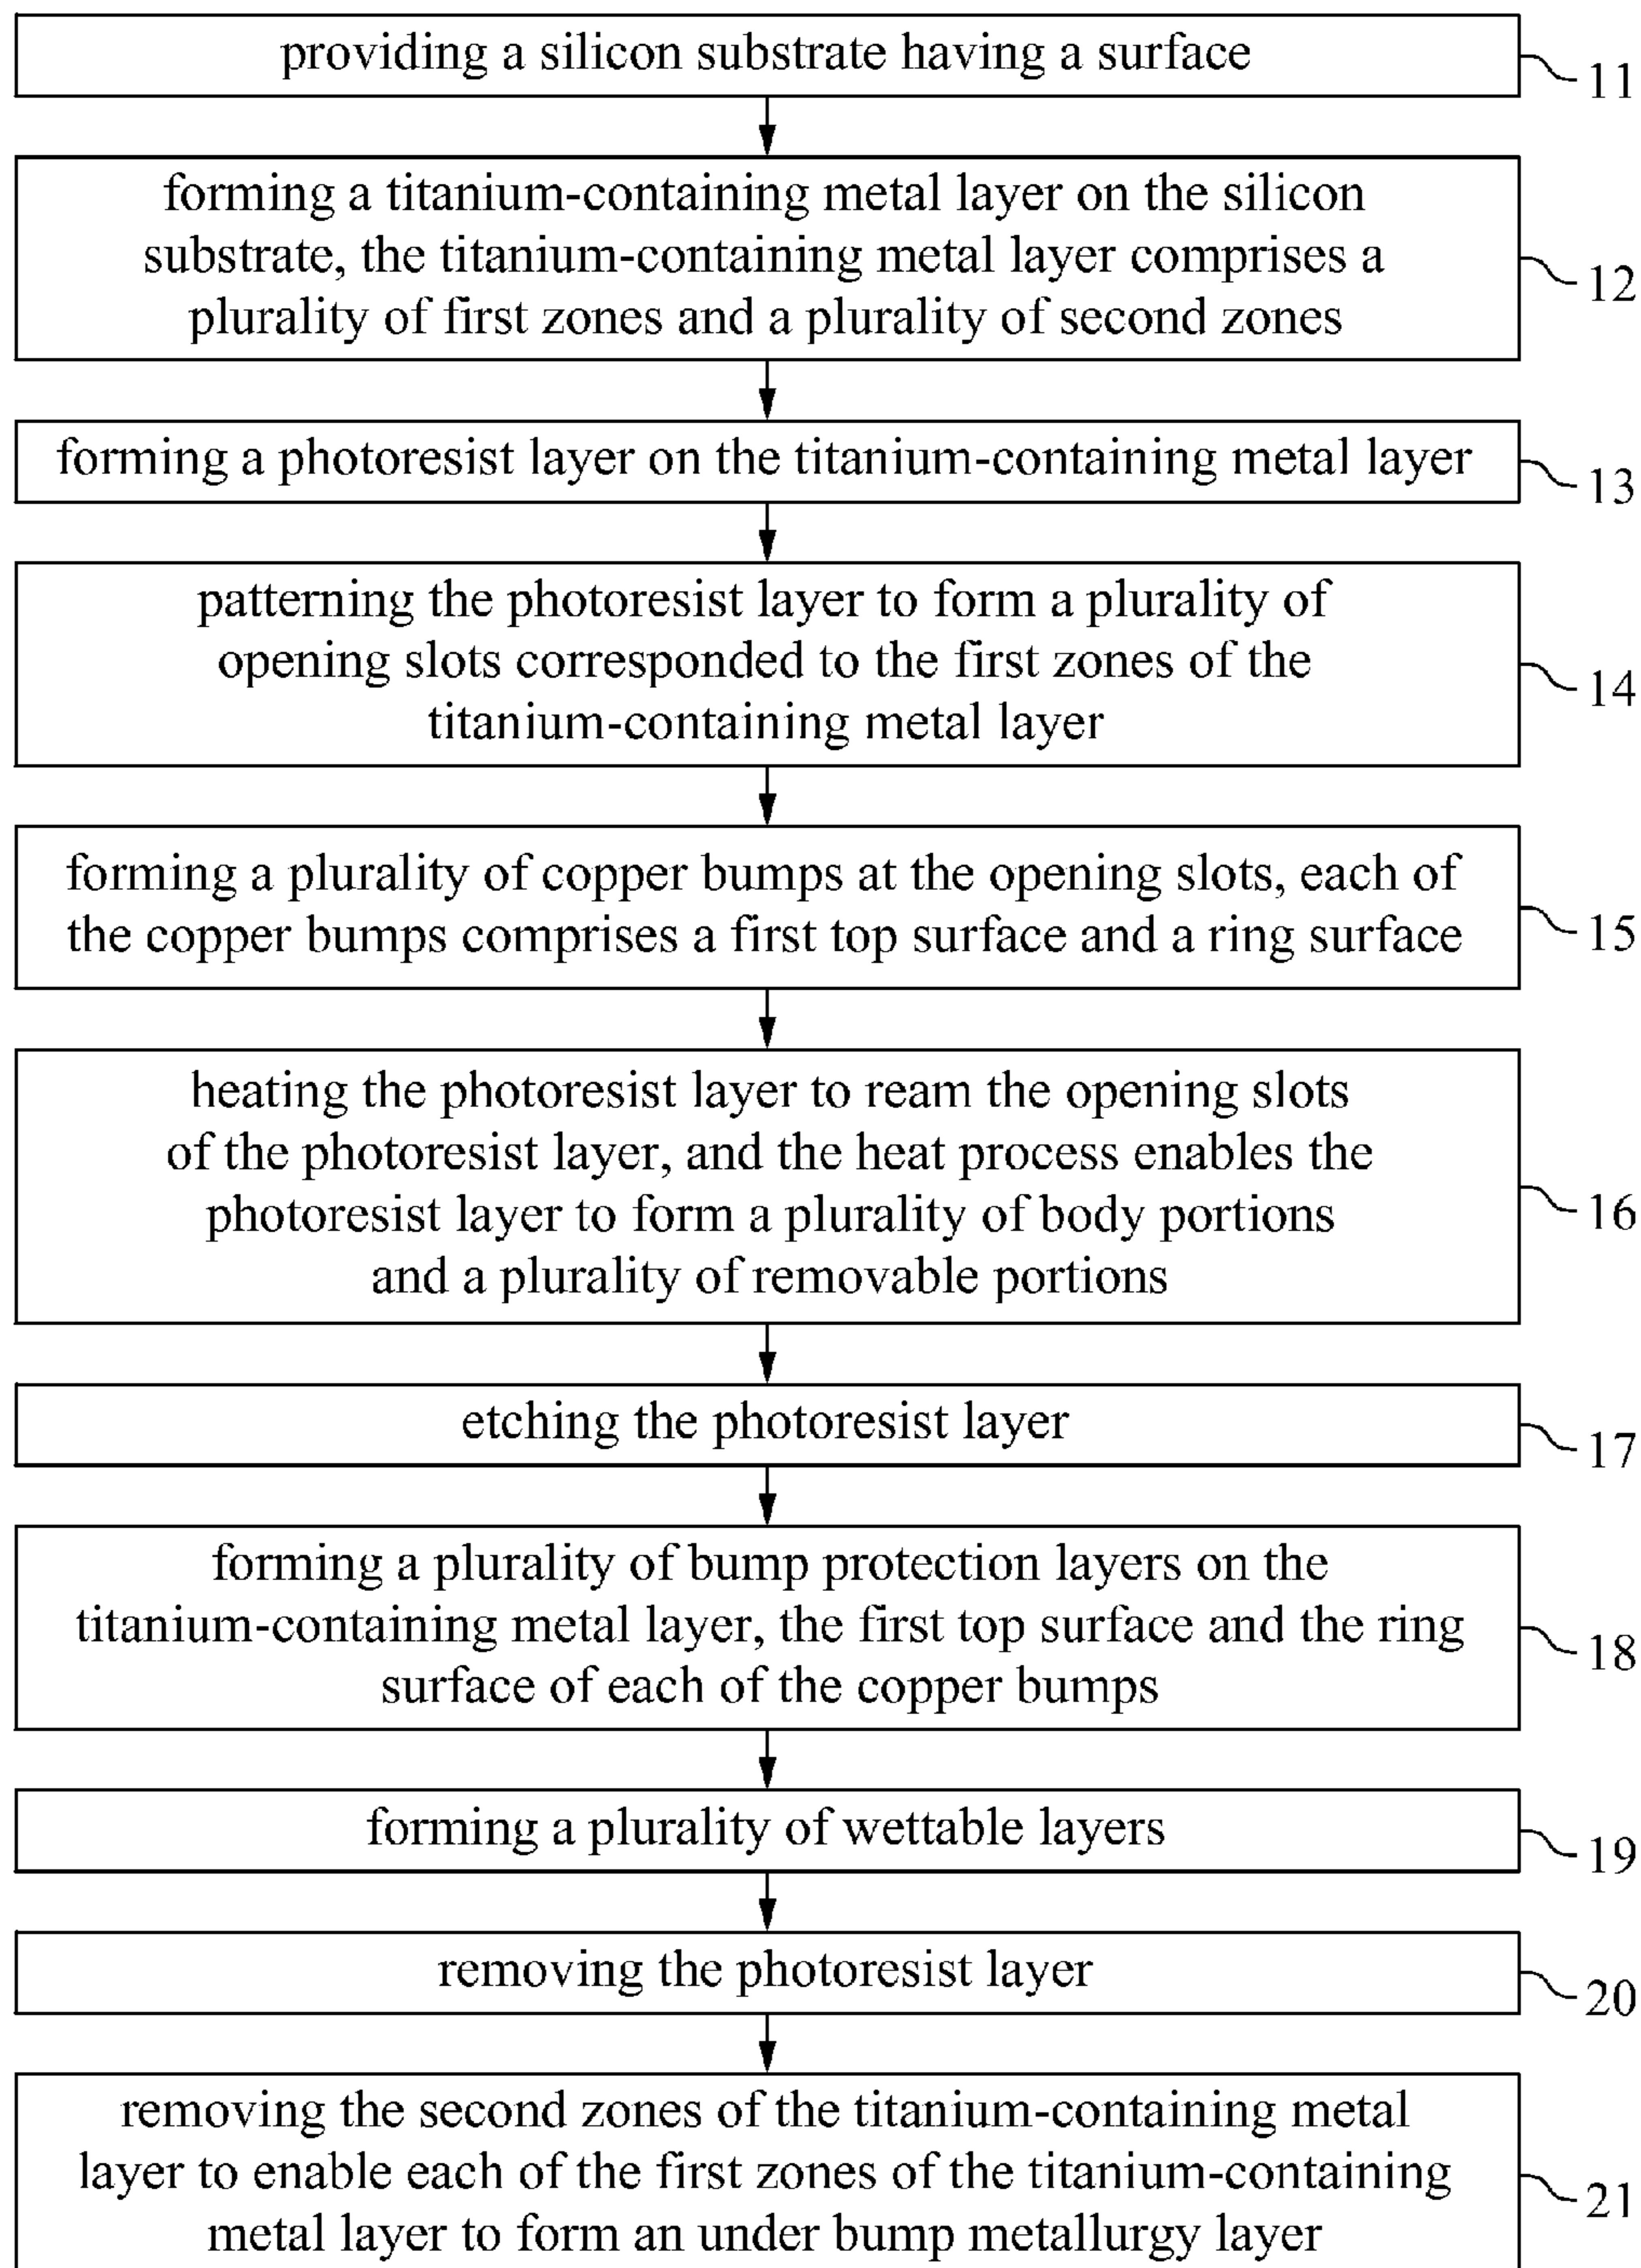 providing a silicon substrate having a surface
11
forming a titanium-containing metal layer on the silicon
substrate, the titanium-containing metal layer comprises a
plurality of first zones and a plurality of second zones
12
forming a photoresist layer on the titanium-containing metal layer
13
patterning the photoresist layer to form a plurality of
opening slots corresponded to the first zones of the
titanium-containing metal layer
14
forming a plurality of copper bumps at the opening slots, each of
the copper bumps comprises a first top surface and a ring surface
15
heating the photoresist layer to ream the opening slots
of the photoresist layer, and the heat process enables the
photoresist layer to form a plurality of body portions
and a plurality of removable portions
16
etching the photoresist layer
17
forming a plurality of bump protection layers on the
titanium-containing metal layer, the first top surface and the ring
surface of each of the copper bumps
18
forming a plurality of wettable layers
19
removing the photoresist layer
20
removing the second zones of the titanium-containing metal
layer to enable each of the first zones of the titanium-containing
metal layer to form an under bump metallurgy layer
21